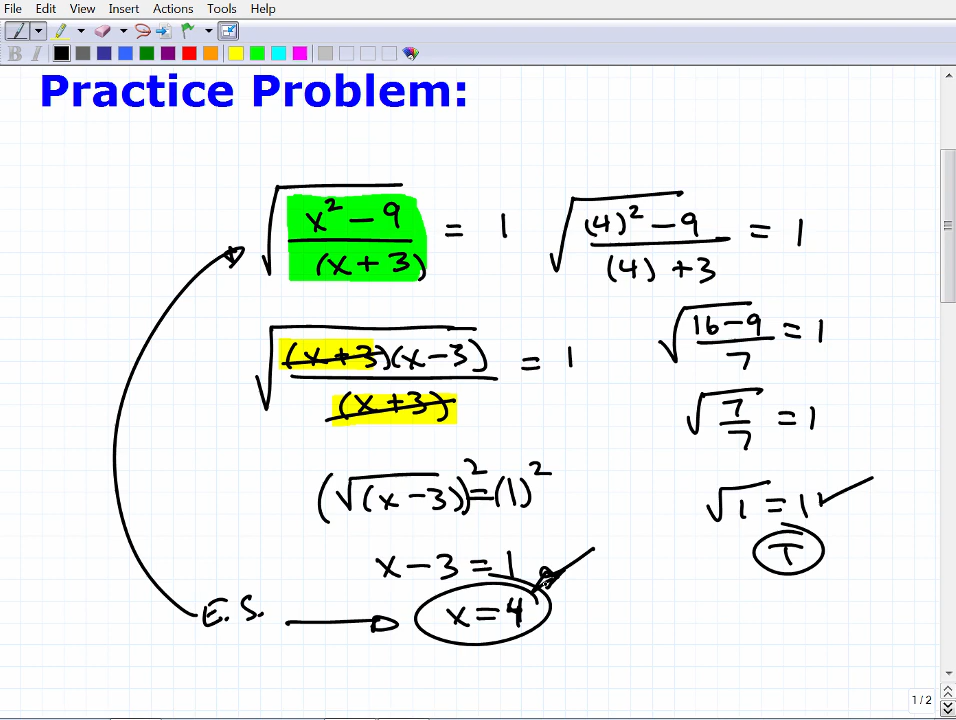 File Edit View Insert Actions Tools Help
B I
Practice Problem:
√((x² − 9)/(x + 3)) = 1
√(((x + 3)(x − 3))/(x + 3)) = 1
(√(x − 3))² = (1)²
x − 3 = 1
E.S.
x = 4
√(((4)² − 9)/((4) + 3)) = 1
√((16 − 9)/7) = 1
√(7/7) = 1
√1 = 1
T
1 / 2